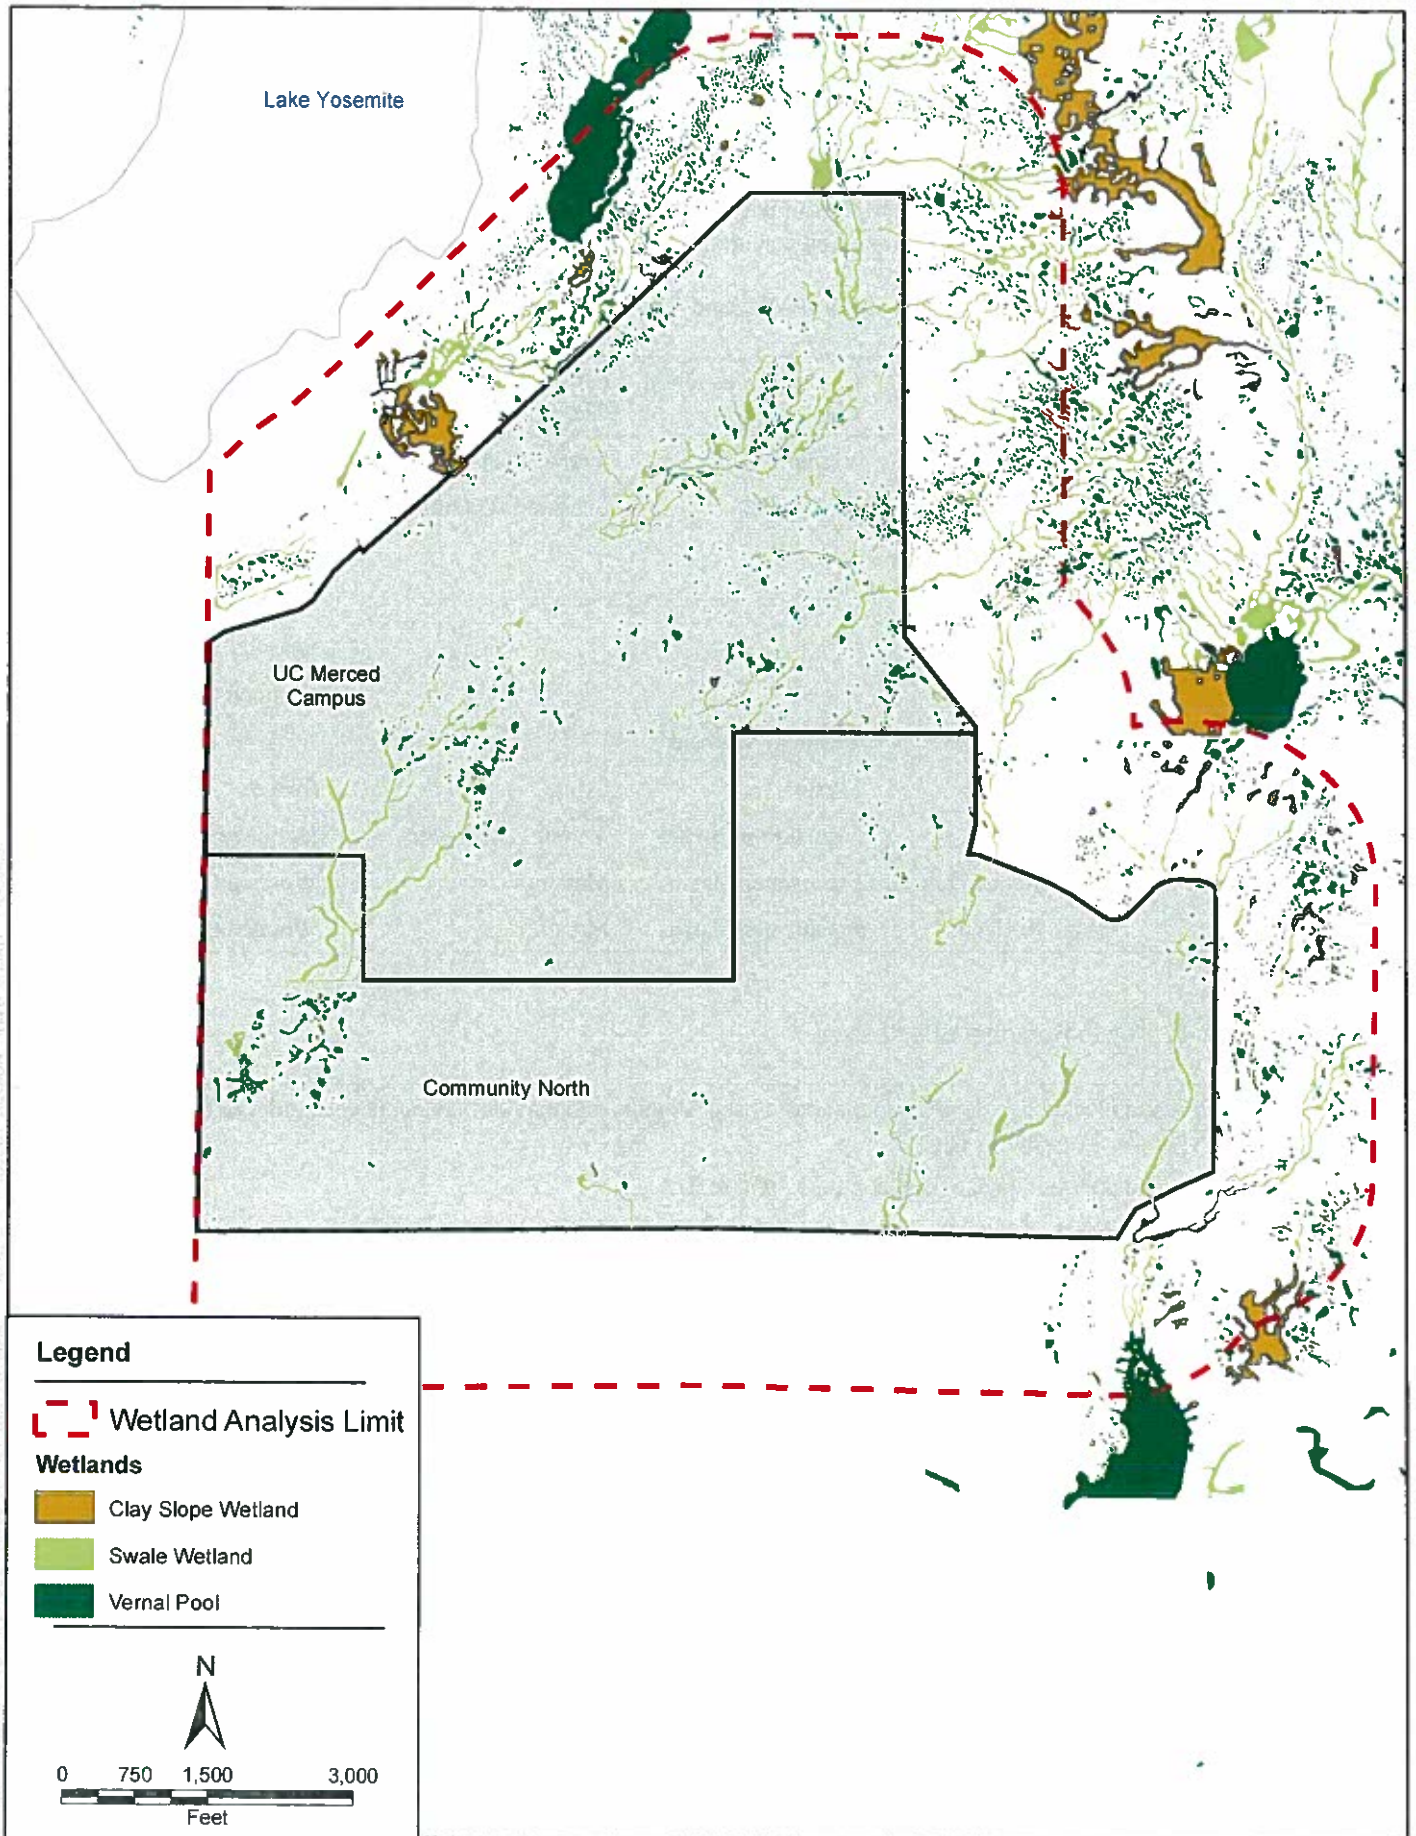 Lake Yosemite
UC Merced
Campus
Community North
Legend
Wetland Analysis Limit
Wetlands
Clay Slope Wetland
Swale Wetland
Vernal Pool
N
0 750 1,500 3,000
Feet